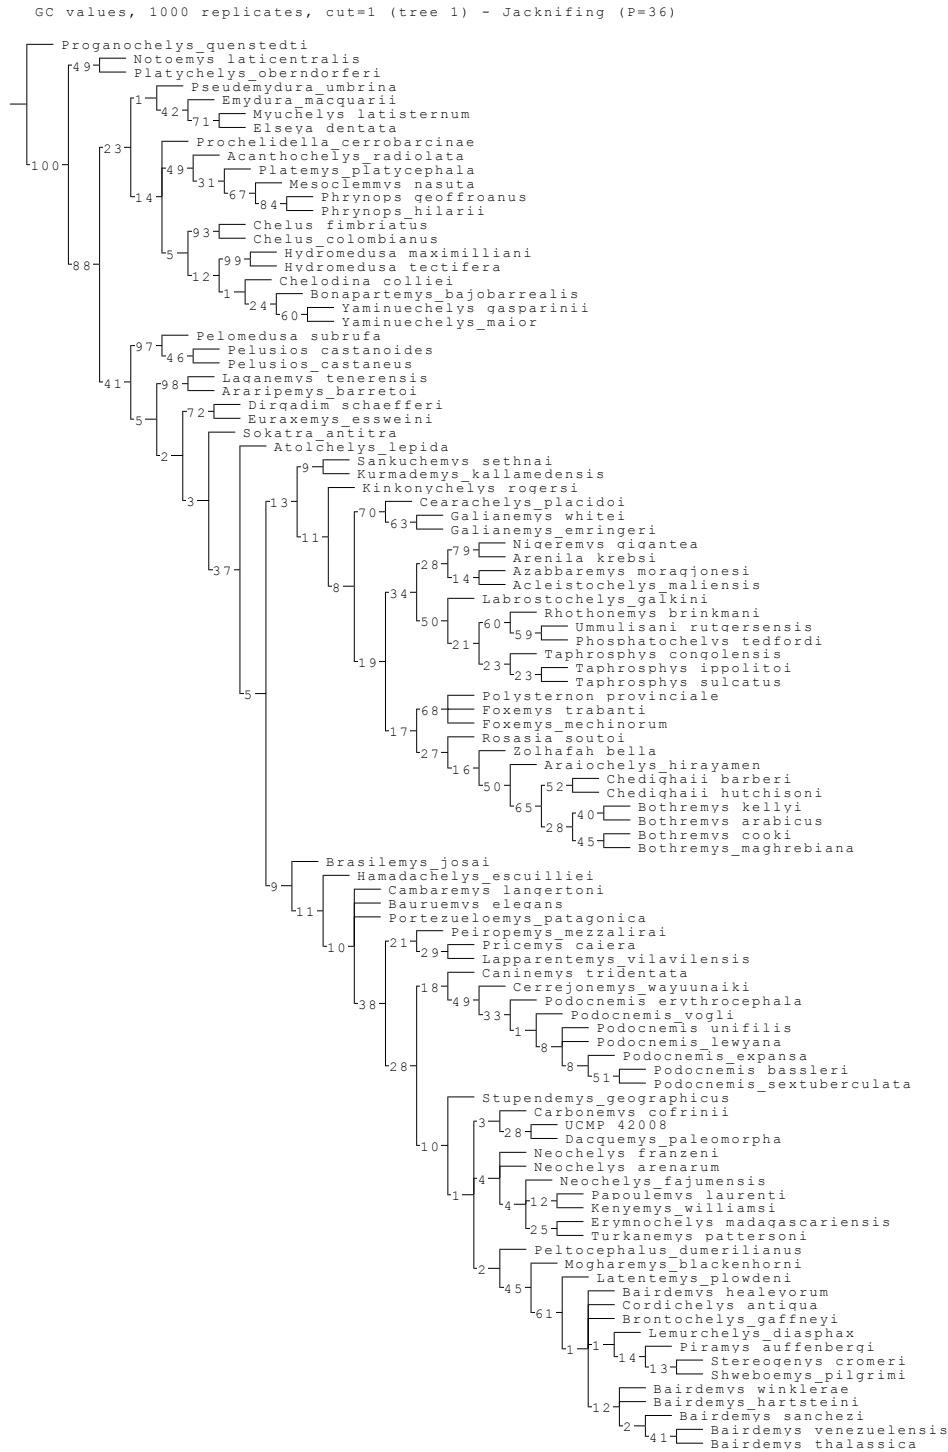 GC values, 1000 replicates, cut=1 (tree 1) - Jacknifing (P=36)
Proganochelys_quenstedti
Notoemys laticentralis
49
Platychelys_oberndorferi
Pseudemydura_umbrina
1
Emydura_macquarii
42
Myuchelys latisternum
71
Elseya dentata
Prochelidella_cerrobarcinae
23
Acanthochelys_radiolata
100
49
Platemys_platycephala
31
Mesoclemmys nasuta
67
Phrynops geoffroanus
14
84
Phrynops_hilarii
Chelus fimbriatus
93
Chelus_colombianus
5
Hydromedusa maximilliani
99
88
Hydromedusa tectifera
12
Chelodina colliei
1
Bonapartemys_bajobarrealis
24
Yaminuechelys gasparinii
60
Yaminuechelys_maior
Pelomedusa subrufa
97
Pelusios castanoides
46
Pelusios_castaneus
Laganemys tenerensis
41
98
Araripemys_barretoi
Dirqadim schaefferi
72
5
Euraxemys_essweini
Sokatra_antitra
Atolchelys_lepida
2
Sankuchemys sethnai
9
Kurmademys_kallamedensis
Kinkonychelys rogersi
3
13
Cearachelys_placidoi
70
Galianemys whitei
63
Galianemys_emringeri
11
Nigeremys gigantea
79
Arenila krebsi
28
37
Azabbaremys moragjonesi
14
Acleistochelys_maliensis
8
34
Labrostochelys_galkini
Rhothonemys brinkmani
50
60
Ummulisani rutgersensis
59
Phosphatochelys tedfordi
21
Taphrosphys congolensis
19
23
Taphrosphys ippolitoi
23
Taphrosphys sulcatus
5
Polysternon provinciale
68
Foxemys trabanti
Foxemys_mechinorum
17
Rosasia soutoi
27
Zolhafah bella
16
Araiochelys_hirayamen
Chedighaii barberi
50
52
Chedighaii hutchisoni
65
Bothremys kellyi
40
Bothremys arabicus
28
Bothremys cooki
45
Bothremys_maghrebiana
Brasilemys_josai
Hamadachelys_escuilliei
9
Cambaremys langertoni
Bauruemys elegans
11
Portezueloemys_patagonica
Peiropemys_mezzalirai
21
Pricemys caiera
10
29
Lapparentemys_vilavilensis
Caninemys tridentata
18
Cerrejonemys_wayuunaiki
38
49
Podocnemis erythrocephala
33
Podocnemis_vogli
1
Podocnemis unifilis
Podocnemis_lewyana
8
Podocnemis_expansa
28
8
Podocnemis bassleri
51
Podocnemis_sextuberculata
Stupendemys_geographicus
Carbonemys cofrinii
3
UCMP 42008
28
Dacquemys_paleomorpha
10
Neochelys franzeni
Neochelys arenarum
4
Neochelys_fajumensis
1
Papoulemys laurenti
12
4
Kenyemys_williamsi
Erymnochelys madagascariensis
25
Turkanemys pattersoni
Peltocephalus_dumerilianus
2
Mogharemys_blackenhorni
45
Latentemys_plowdeni
Bairdemys healeyorum
61
Cordichelys antiqua
Brontochelys_gaffneyi
Lemurchelys_diasphax
1
1
Piramys auffenbergi
14
Stereogenys cromeri
13
Shweboemys_pilgrimi
Bairdemys winklerae
12
Bairdemys_hartsteini
Bairdemys sanchezi
2
Bairdemys venezuelensis
41
Bairdemys thalassica